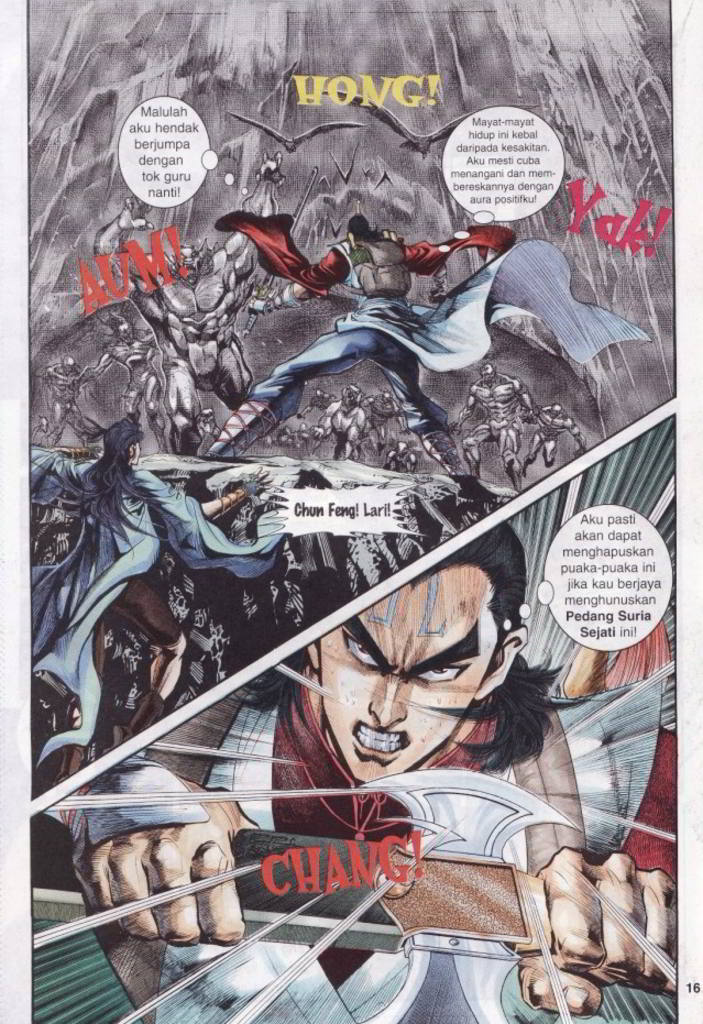 HONG!
Malulah
aku hendak
berjumpa
dengan
tok guru
nanti!
Mayat-mayat
hidup ini kebal
daripada kesakitan.
Aku mesti cuba
menangani dan mem-
bereskannya dengan
aura positifku!
Yak!
AUM!
Chun Feng! Lari!
Aku pasti
akan dapat
menghapuskan
puaka-puaka ini
jika kau berjaya
menghunuskan
Pedang Suria
Sejati ini!
CHANG!
16